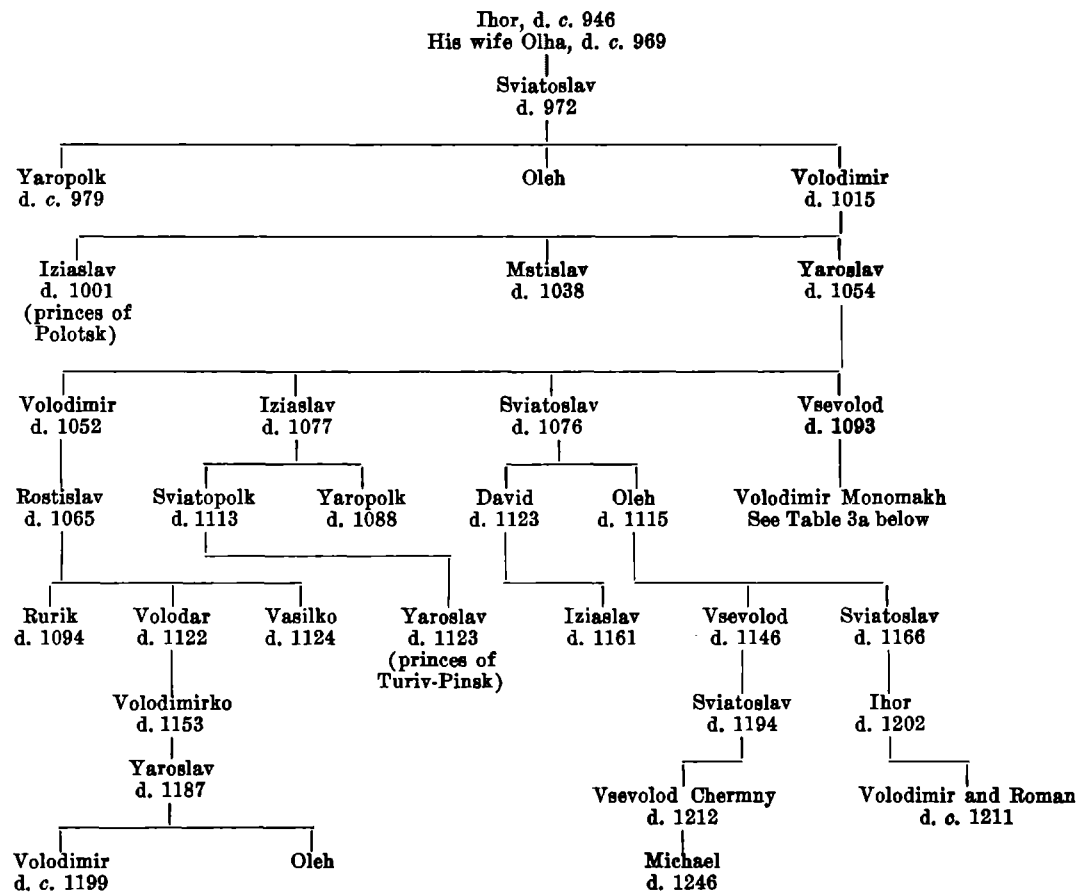 Ihor, d. c. 946
His wife Olha, d. c. 969
Sviatoslav
d. 972
Yaropolk
d. c. 979
Oleh
Volodimir
d. 1015
Iziaslav
d. 1001
(princes of
Polotsk)
Mstislav
d. 1038
Yaroslav
d. 1054
Volodimir
d. 1052
Iziaslav
d. 1077
Sviatoslav
d. 1076
Vsevolod
d. 1093
Rostislav
d. 1065
Sviatopolk
d. 1113
Yaropolk
d. 1088
David
d. 1123
Oleh
d. 1115
Volodimir Monomakh
See Table 3a below
Rurik
d. 1094
Volodar
d. 1122
Vasilko
d. 1124
Yaroslav
d. 1123
(princes of
Turiv-Pinsk)
Iziaslav
d. 1161
Vsevolod
d. 1146
Sviatoslav
d. 1166
Volodimirko
d. 1153
Sviatoslav
d. 1194
Ihor
d. 1202
Yaroslav
d. 1187
Vsevolod Chermny
d. 1212
Volodimir and Roman
d. c. 1211
Volodimir
d. c. 1199
Oleh
Michael
d. 1246